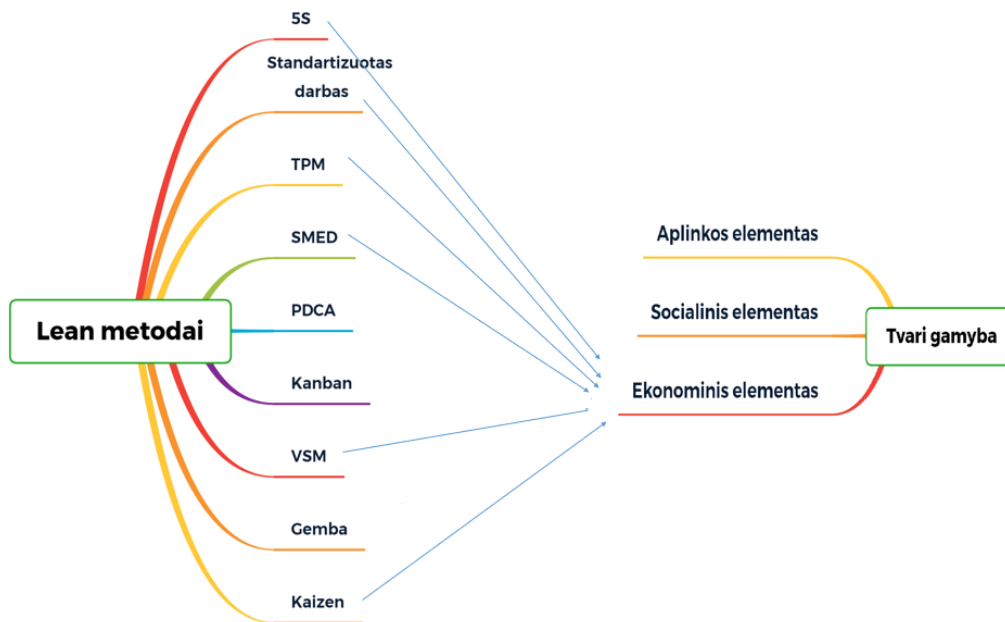 5S
Standartizuotas
darbas
TPM
SMED
PDCA
Kanban
VSM
Gemba
Kaizen
Lean metodai
Aplinkos elementas
Socialinis elementas
Ekonominis elementas
Tvari gamyba